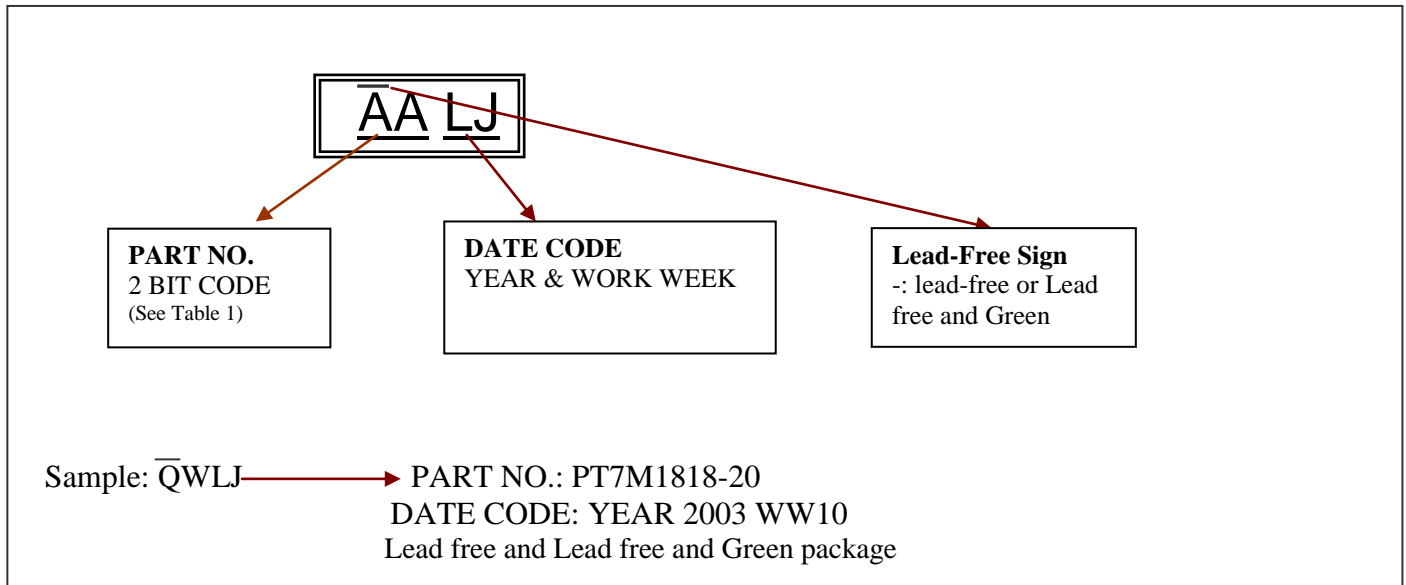 A̅A LJ
PART NO.
2 BIT CODE
(See Table 1)
DATE CODE
YEAR & WORK WEEK
Lead-Free Sign
-: lead-free or Lead
free and Green
Sample: Q̅WLJ PART NO.: PT7M1818-20
DATE CODE: YEAR 2003 WW10
Lead free and Lead free and Green package